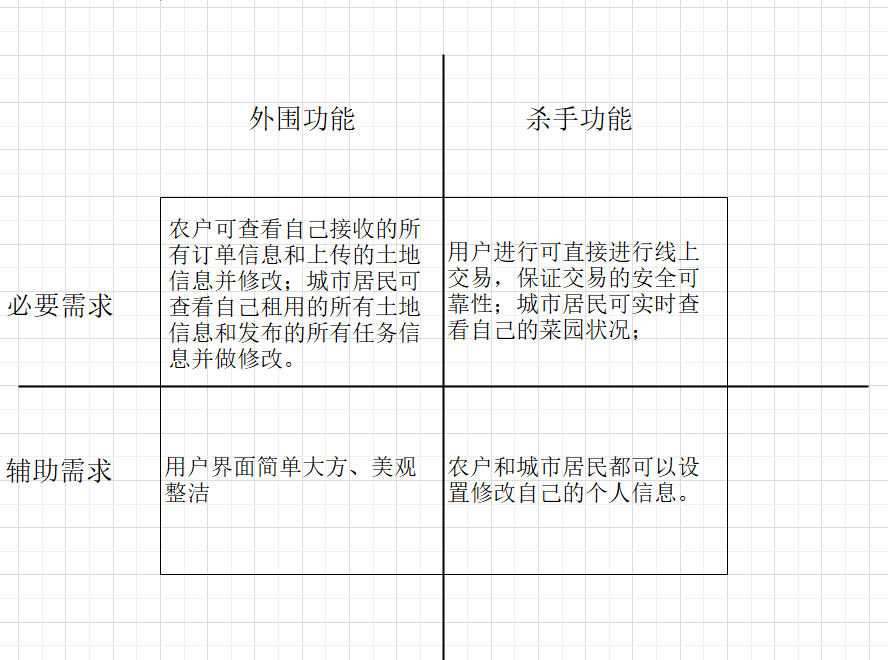 外围功能
杀手功能
必要需求
农户可查看自己接收的所
有订单信息和上传的土地
信息并修改；城市居民可
查看自己租用的所有土地
信息和发布的所有任务信
息并做修改。
用户进行可直接进行线上
交易，保证交易的安全可
靠性；城市居民可实时查
看自己的菜园状况；
辅助需求
用户界面简单大方、美观
整洁
农户和城市居民都可以设
置修改自己的个人信息。